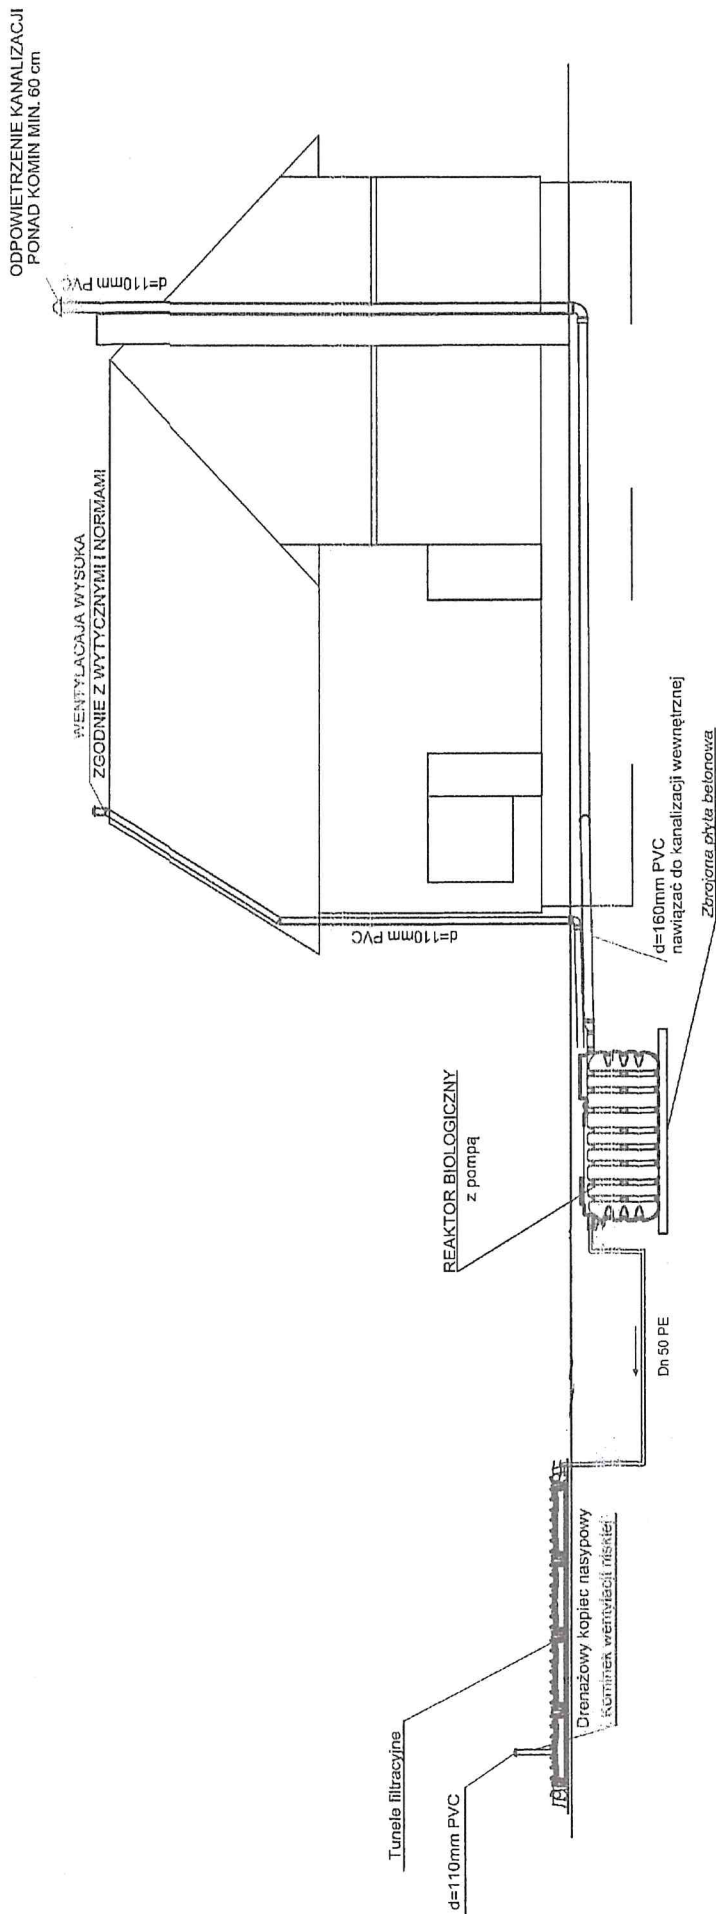 ODPOWIETRZENIE KANALIZACJI
PONAD KOMIN MIN. 60 cm
d=110mm PVC
WENTYLACAJA WYSOKA
ZGODNIE Z WYTYCZNYMI I NORMAMI
d=110mm PVC
d=160mm PVC
nawiązać do kanalizacji wewnętrznej
Zbrojona płyta betonowa
REAKTOR BIOLOGICZNY
z pompą
Dn 50 PE
Tunele filtracyjne
d=110mm PVC
Drenażowy kopiec nasypowy
Kominek wentylacji niskiej